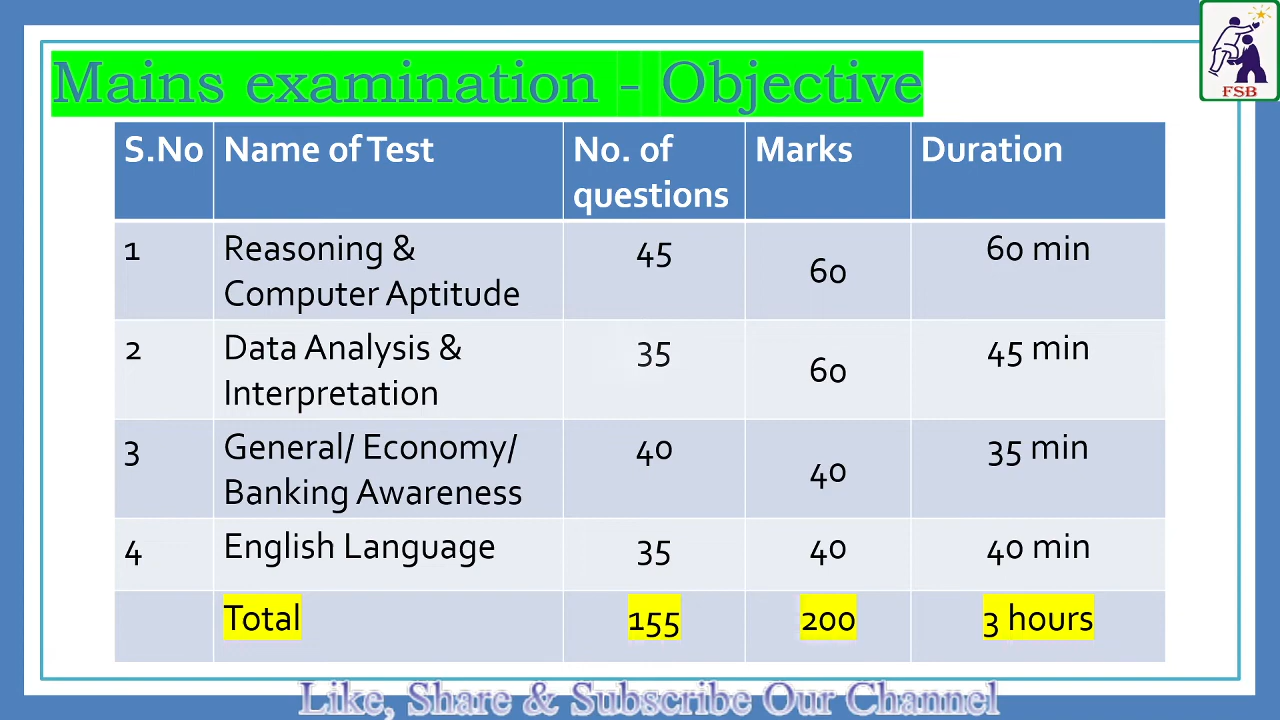 FSB
Mains examination - Objective
S.No Name of Test No. of questions Marks Duration
1 Reasoning & Computer Aptitude 45 60 60 min
2 Data Analysis & Interpretation 35 60 45 min
3 General/ Economy/ Banking Awareness 40 40 35 min
4 English Language 35 40 40 min
Total 155 200 3 hours
Like, Share & Subscribe Our Channel